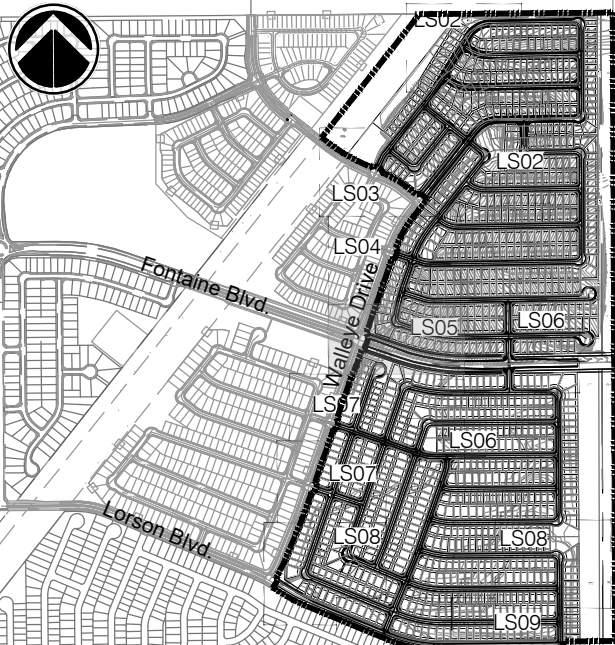 LS02
LS02
LS03
LS04
Fontaine Blvd.
Walleye Drive
LS05
LS06
LS07
LS06
LS07
Lorson Blvd.
LS08
LS08
LS09